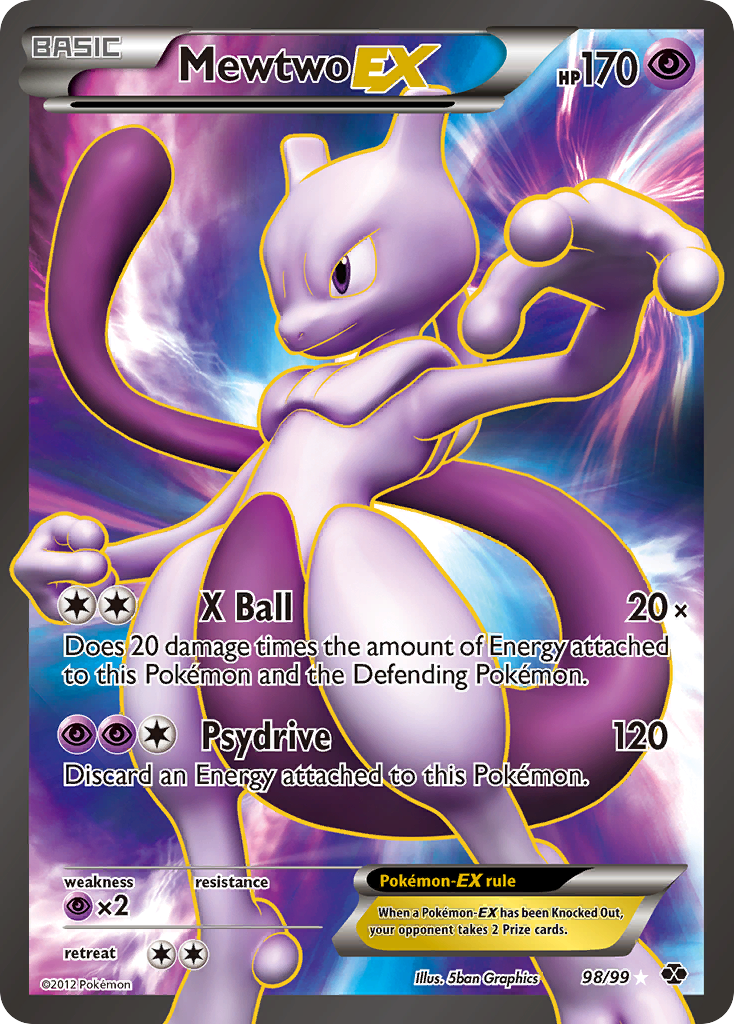 BASIC
Mewtwo EX
HP 170
X Ball 20×
Does 20 damage times the amount of Energy attached
to this Pokémon and the Defending Pokémon.
Psydrive 120
Discard an Energy attached to this Pokémon.
weakness resistance
×2
retreat
Pokémon-EX rule
When a Pokémon-EX has been Knocked Out,
your opponent takes 2 Prize cards.
©2012 Pokémon
Illus. 5ban Graphics
98/99